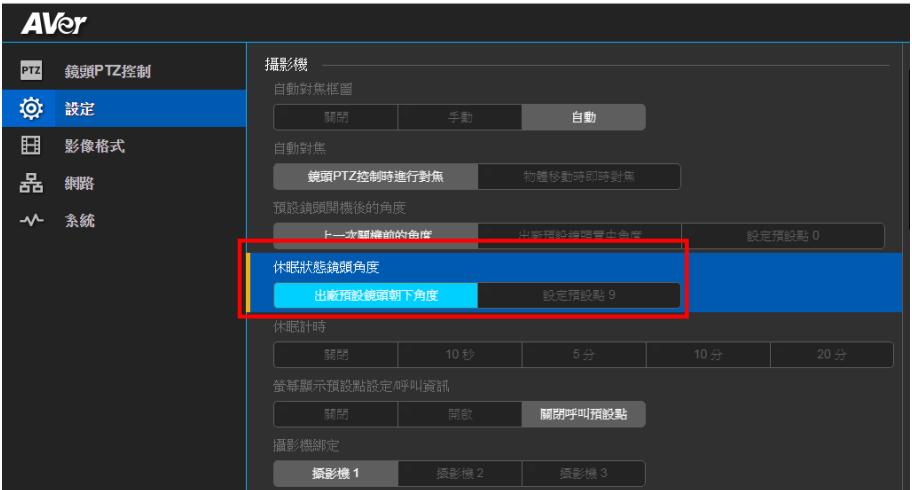 AVer
PTZ 鏡頭PTZ控制
設定
影像格式
網路
系統
攝影機
自動對焦框圖
關閉 手動 自動
自動對焦
鏡頭PTZ控制時進行對焦 物體移動時即時對焦
預設鏡頭開機後的角度
上一次關機前的角度 出廠預設鏡頭置中角度 設定預設點 0
休眠狀態鏡頭角度
出廠預設鏡頭朝下角度 設定預設點 9
休眠計時
關閉 10 秒 5 分 10 分 20 分
螢幕顯示預設點設定/呼叫資訊
關閉 開啟 關閉呼叫預設點
攝影機綁定
攝影機 1 攝影機 2 攝影機 3